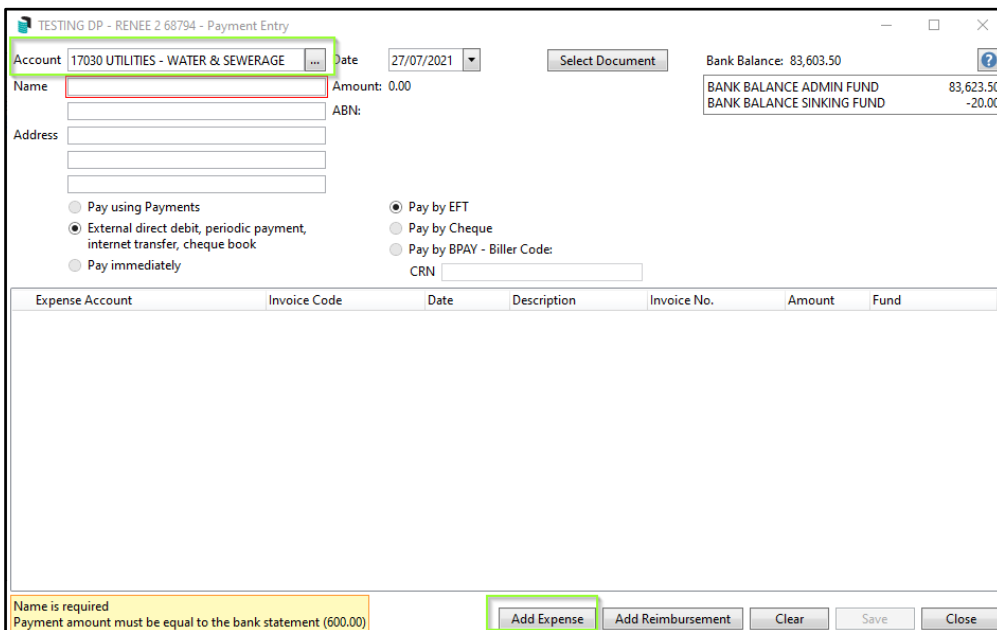 TESTING DP - RENEE 2 68794 - Payment Entry
Account 17030 UTILITIES - WATER & SEWERAGE ... Date 27/07/2021 Select Document Bank Balance: 83,603.50 ?
Name Amount: 0.00 BANK BALANCE ADMIN FUND 83,623.50
ABN: BANK BALANCE SINKING FUND -20.00
Address
Pay using Payments Pay by EFT
External direct debit, periodic payment, Pay by Cheque
internet transfer, cheque book Pay by BPAY - Biller Code:
Pay immediately CRN
Expense Account Invoice Code Date Description Invoice No. Amount Fund
Name is required
Payment amount must be equal to the bank statement (600.00) Add Expense Add Reimbursement Clear Save Close